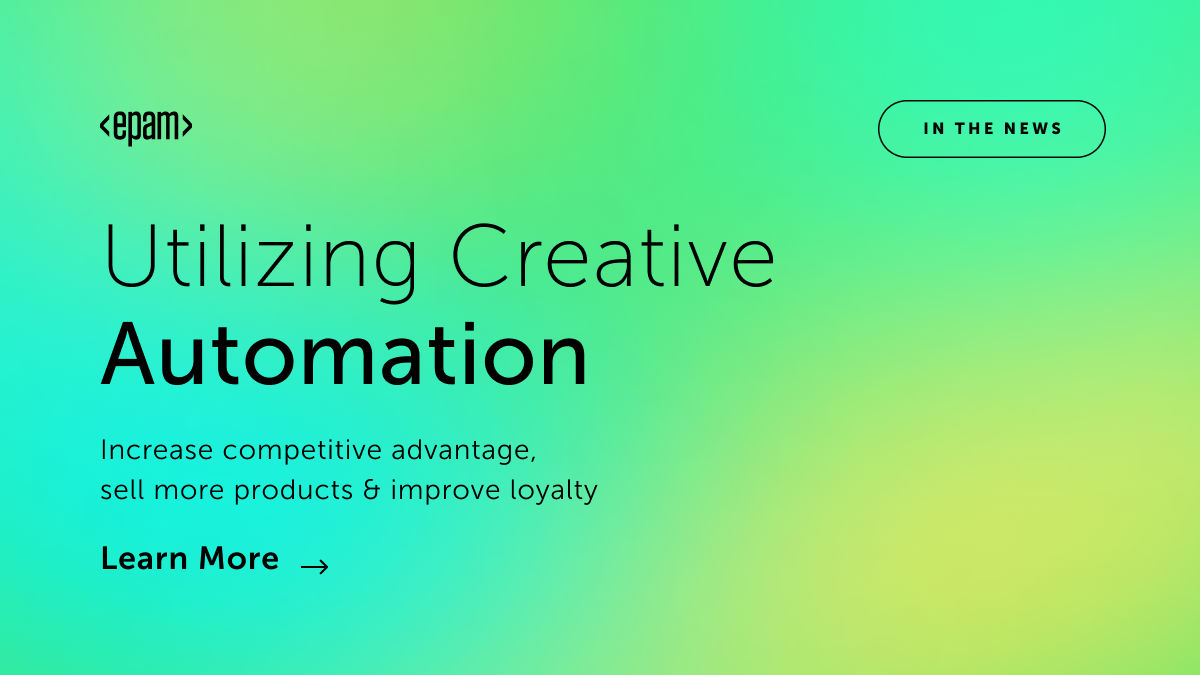 <epam>
IN THE NEWS
Utilizing Creative
Automation
Increase competitive advantage,
sell more products & improve loyalty
Learn More →